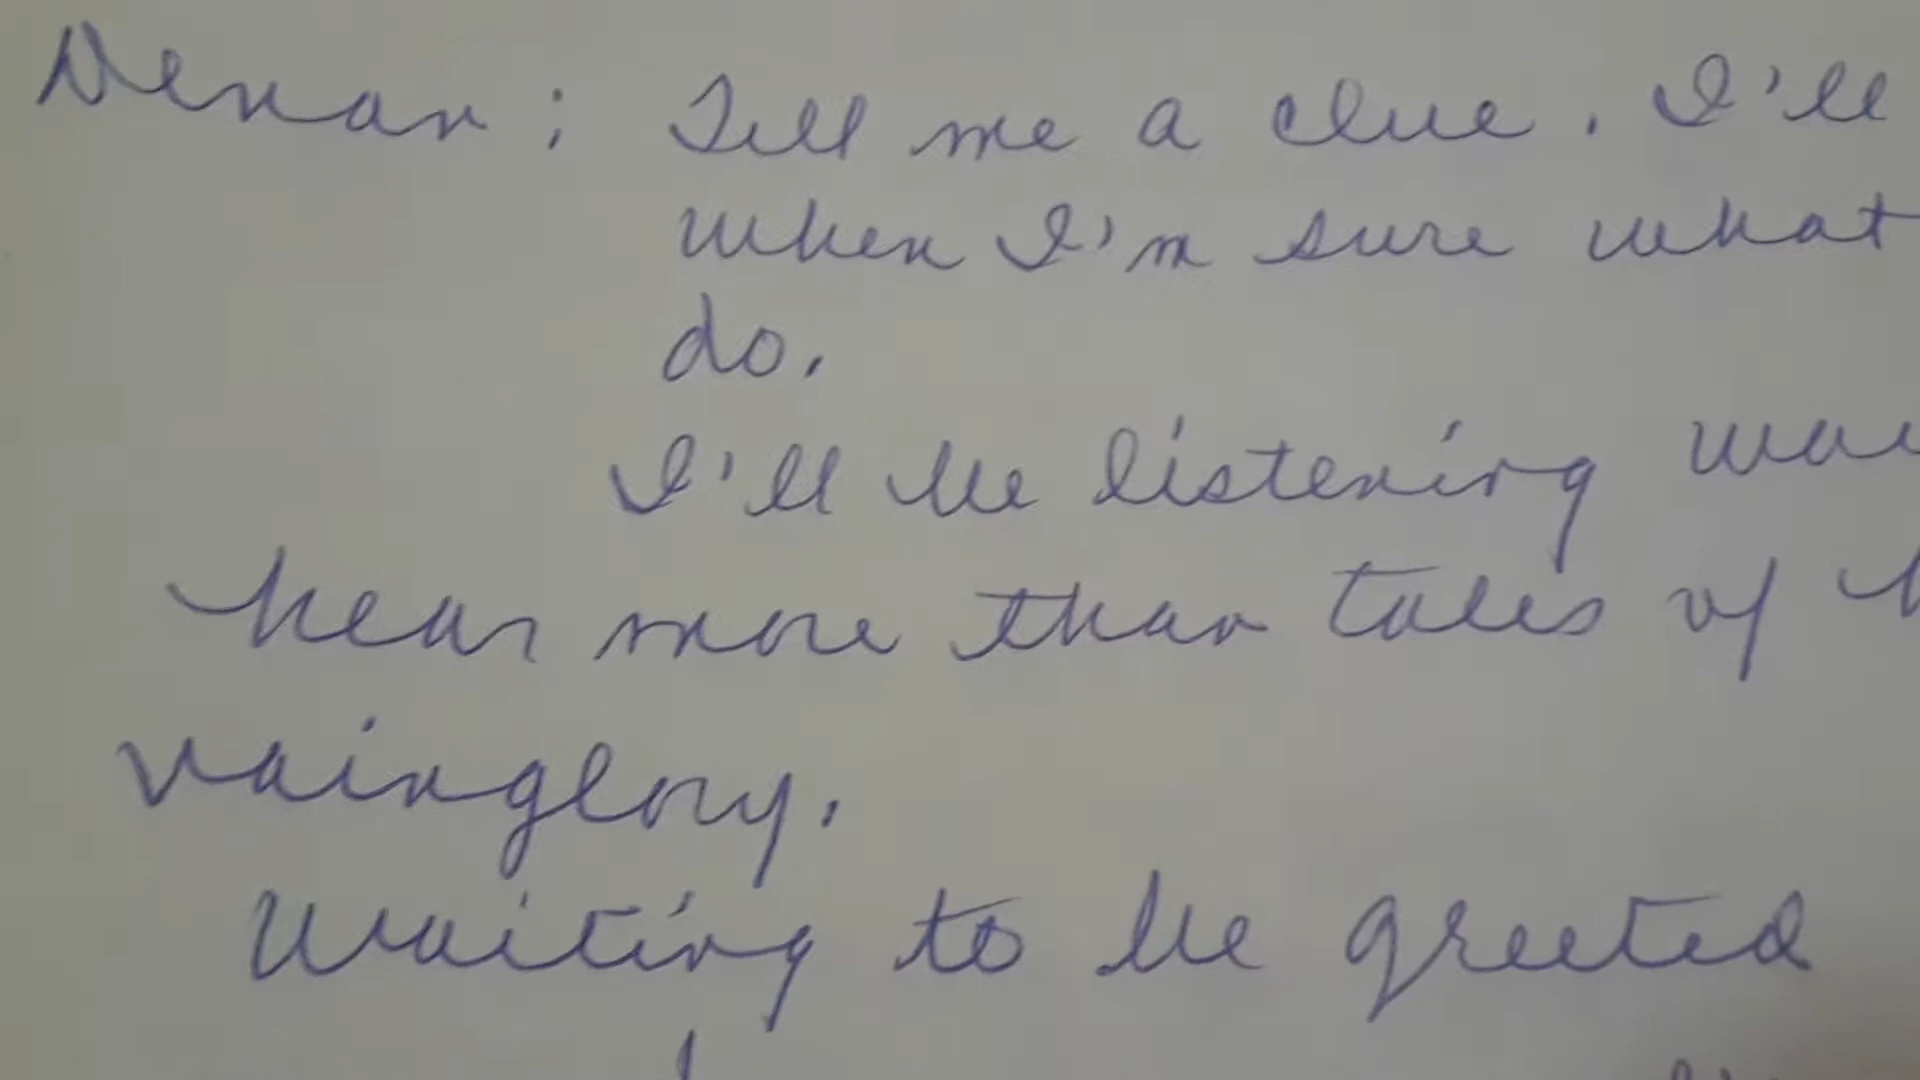 Denan: Tell me a clue. I'll
when I'm sure what
do.
I'll be listening
hear more than tales of
vainglory.
Waiting to be greeted